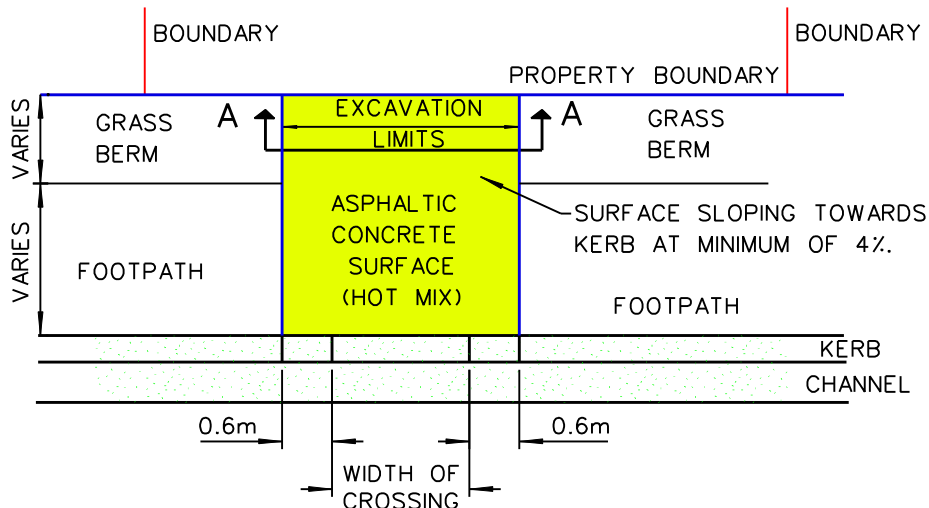 BOUNDARY
BOUNDARY
PROPERTY BOUNDARY
VARIES
GRASS
BERM
A
EXCAVATION
LIMITS
A
GRASS
BERM
VARIES
FOOTPATH
ASPHALTIC
CONCRETE
SURFACE
(HOT MIX)
SURFACE SLOPING TOWARDS
KERB AT MINIMUM OF 4%.
FOOTPATH
KERB
CHANNEL
0.6m
0.6m
WIDTH OF
CROSSING